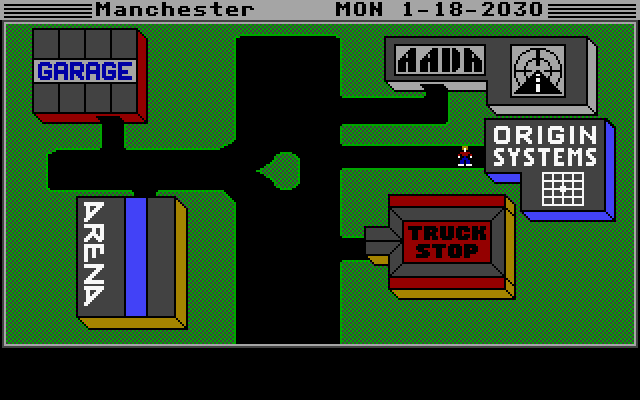 Manchester MON 1-18-2030
GARAGE
AADA
ORIGIN
SYSTEMS
ARENA
TRUCK
STOP